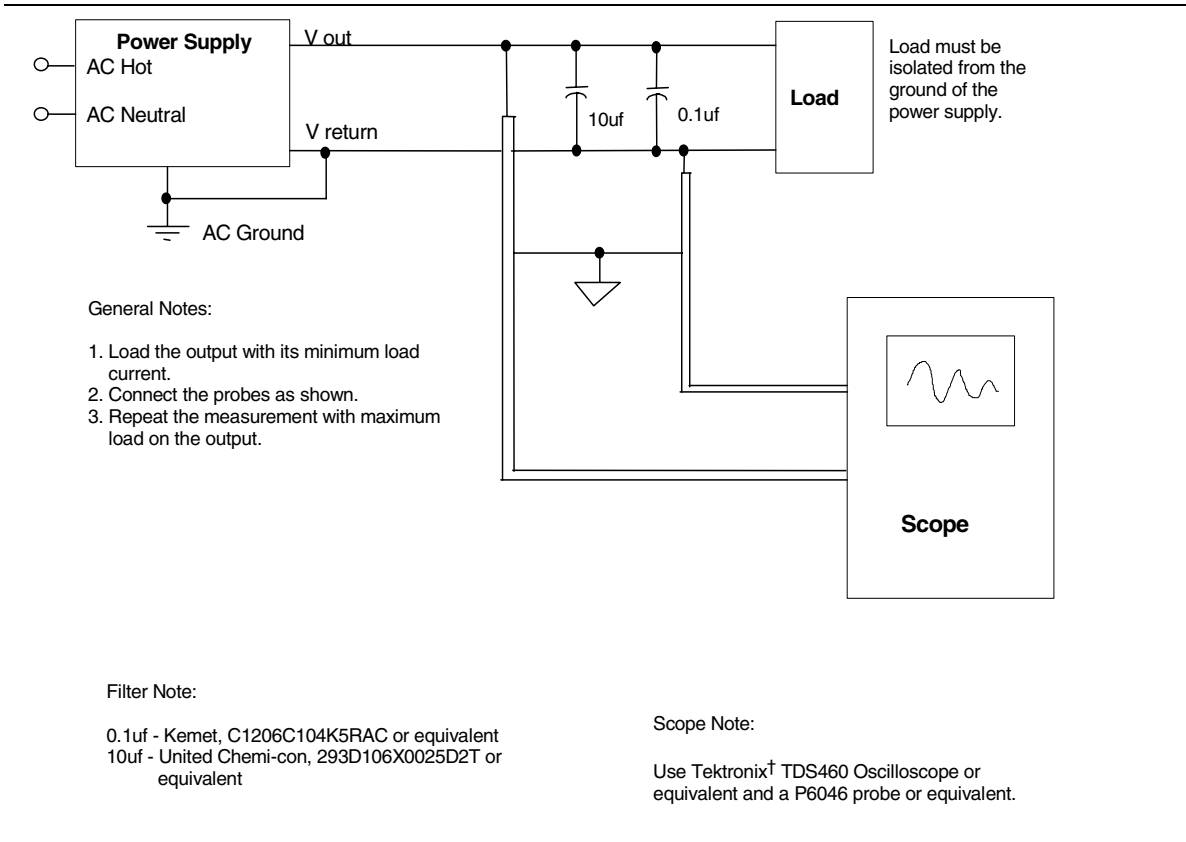 Power Supply
AC Hot
AC Neutral
V out
V return
AC Ground
10uf
0.1uf
Load
Load must be
isolated from the
ground of the
power supply.
General Notes:
1. Load the output with its minimum load
current.
2. Connect the probes as shown.
3. Repeat the measurement with maximum
load on the output.
Scope
Filter Note:
0.1uf - Kemet, C1206C104K5RAC or equivalent
10uf - United Chemi-con, 293D106X0025D2T or
equivalent
Scope Note:
Use Tektronix† TDS460 Oscilloscope or
equivalent and a P6046 probe or equivalent.